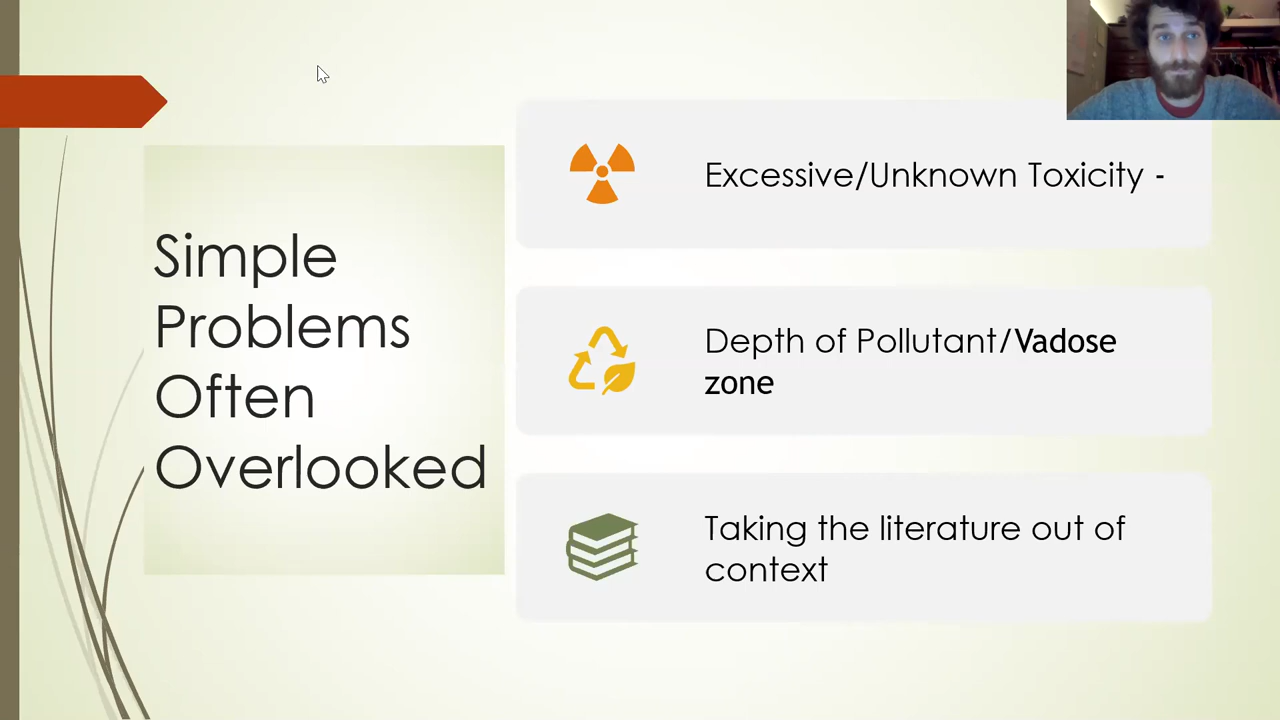 Simple
Problems
Often
Overlooked
Excessive/Unknown Toxicity -
Depth of Pollutant/Vadose
zone
Taking the literature out of
context